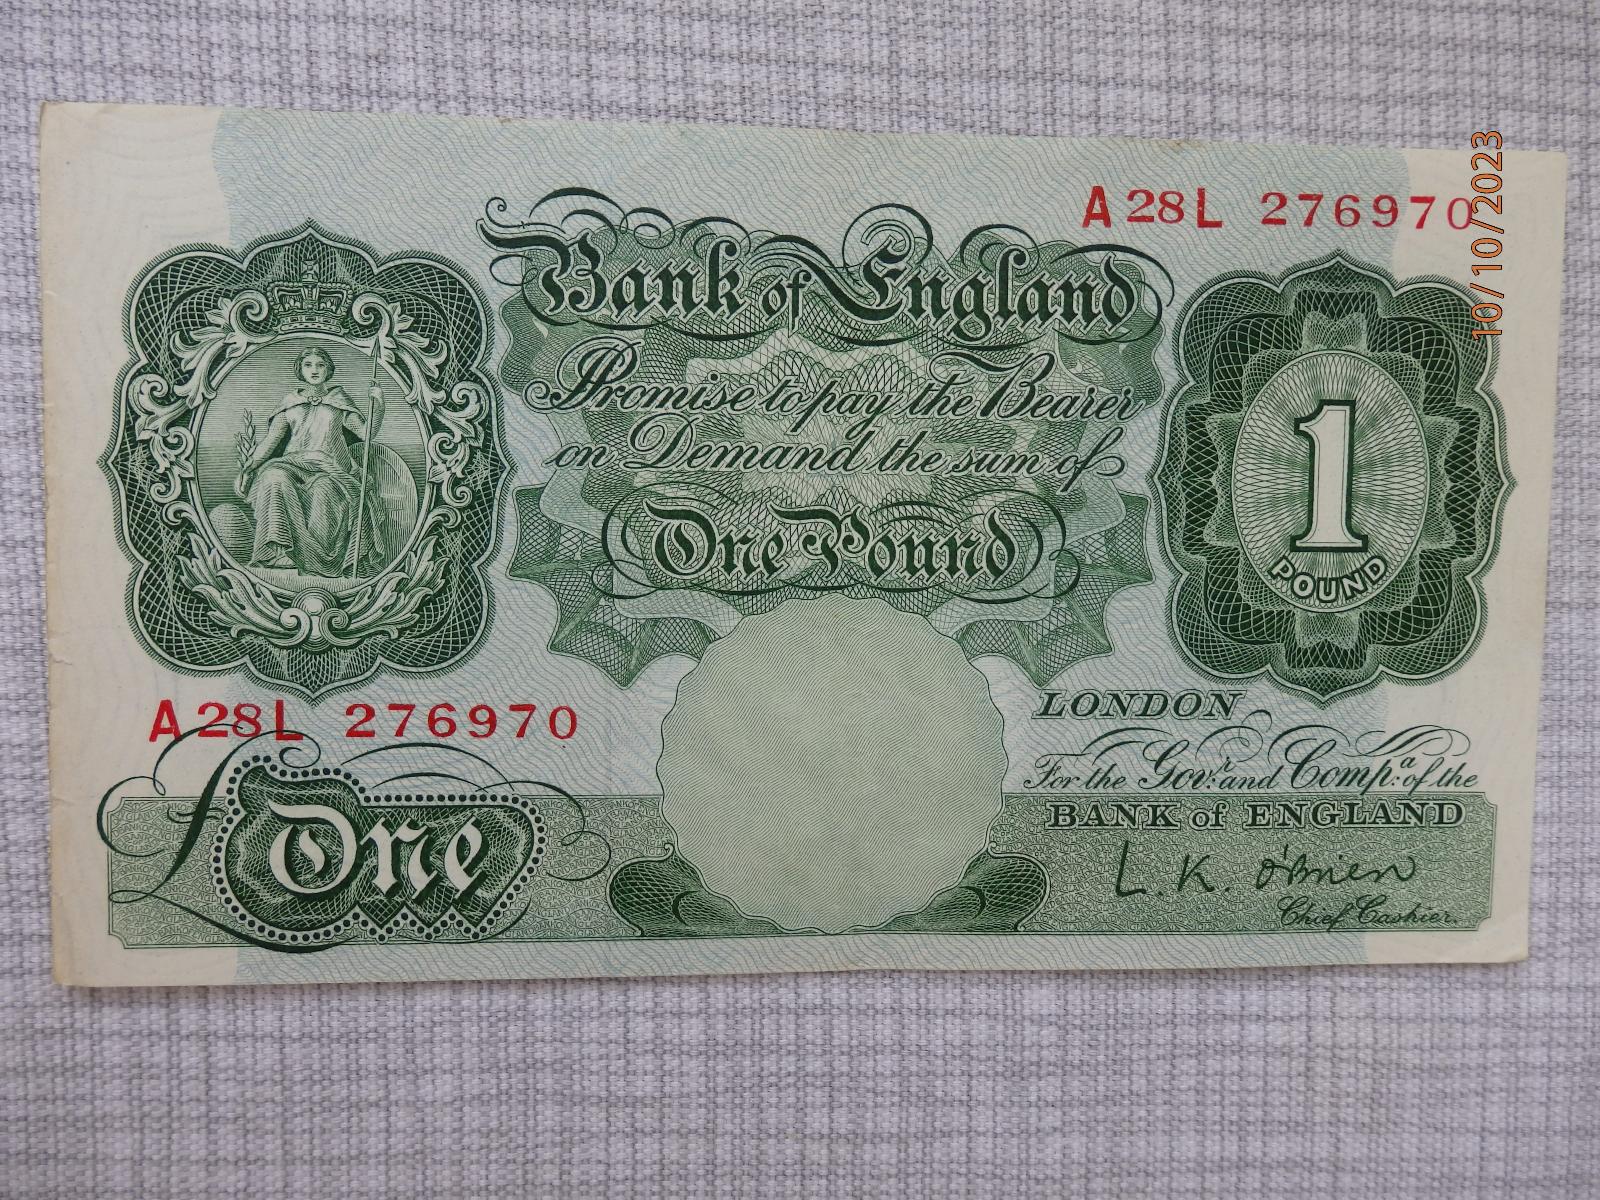 A28L 276970
10/10/2023
Bank of England
Promise to pay the Bearer
on Demand the sum of
One Pound
1
POUND
A28L 276970
£One
LONDON
For the Govr. and Compa. of the
BANK of ENGLAND
L. K. O'Brien
Chief Cashier.